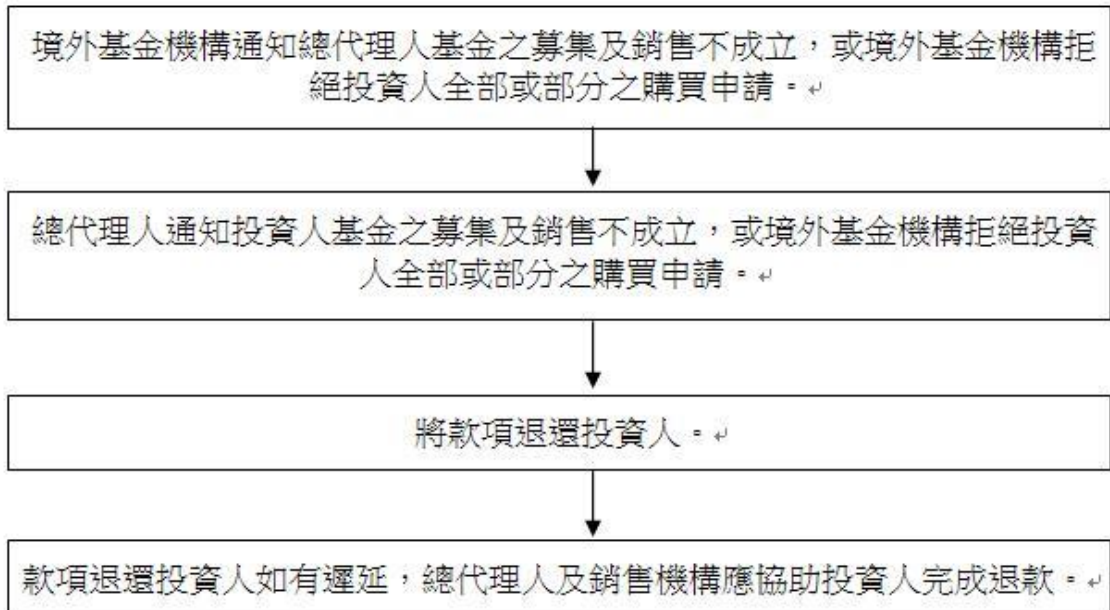 境外基金機構通知總代理人基金之募集及銷售不成立，或境外基金機構拒
絕投資人全部或部分之購買申請。↵
總代理人通知投資人基金之募集及銷售不成立，或境外基金機構拒絕投資
人全部或部分之購買申請。↵
將款項退還投資人。↵
款項退還投資人如有遲延，總代理人及銷售機構應協助投資人完成退款。↵